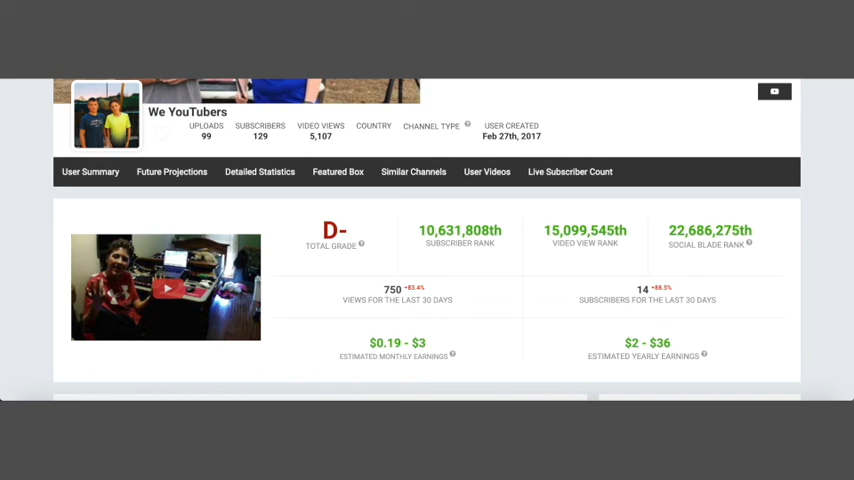 We YouTubers
UPLOADS SUBSCRIBERS VIDEO VIEWS COUNTRY CHANNEL TYPE ? USER CREATED
99 129 5,107 Feb 27th, 2017
User Summary Future Projections Detailed Statistics Featured Box Similar Channels User Videos Live Subscriber Count
D- 10,631,808th 15,099,545th 22,686,275th
TOTAL GRADE ? SUBSCRIBER RANK VIDEO VIEW RANK SOCIAL BLADE RANK ?
750 14
VIEWS FOR THE LAST 30 DAYS SUBSCRIBERS FOR THE LAST 30 DAYS
$0.19 - $3 $2 - $36
ESTIMATED MONTHLY EARNINGS ? ESTIMATED YEARLY EARNINGS ?